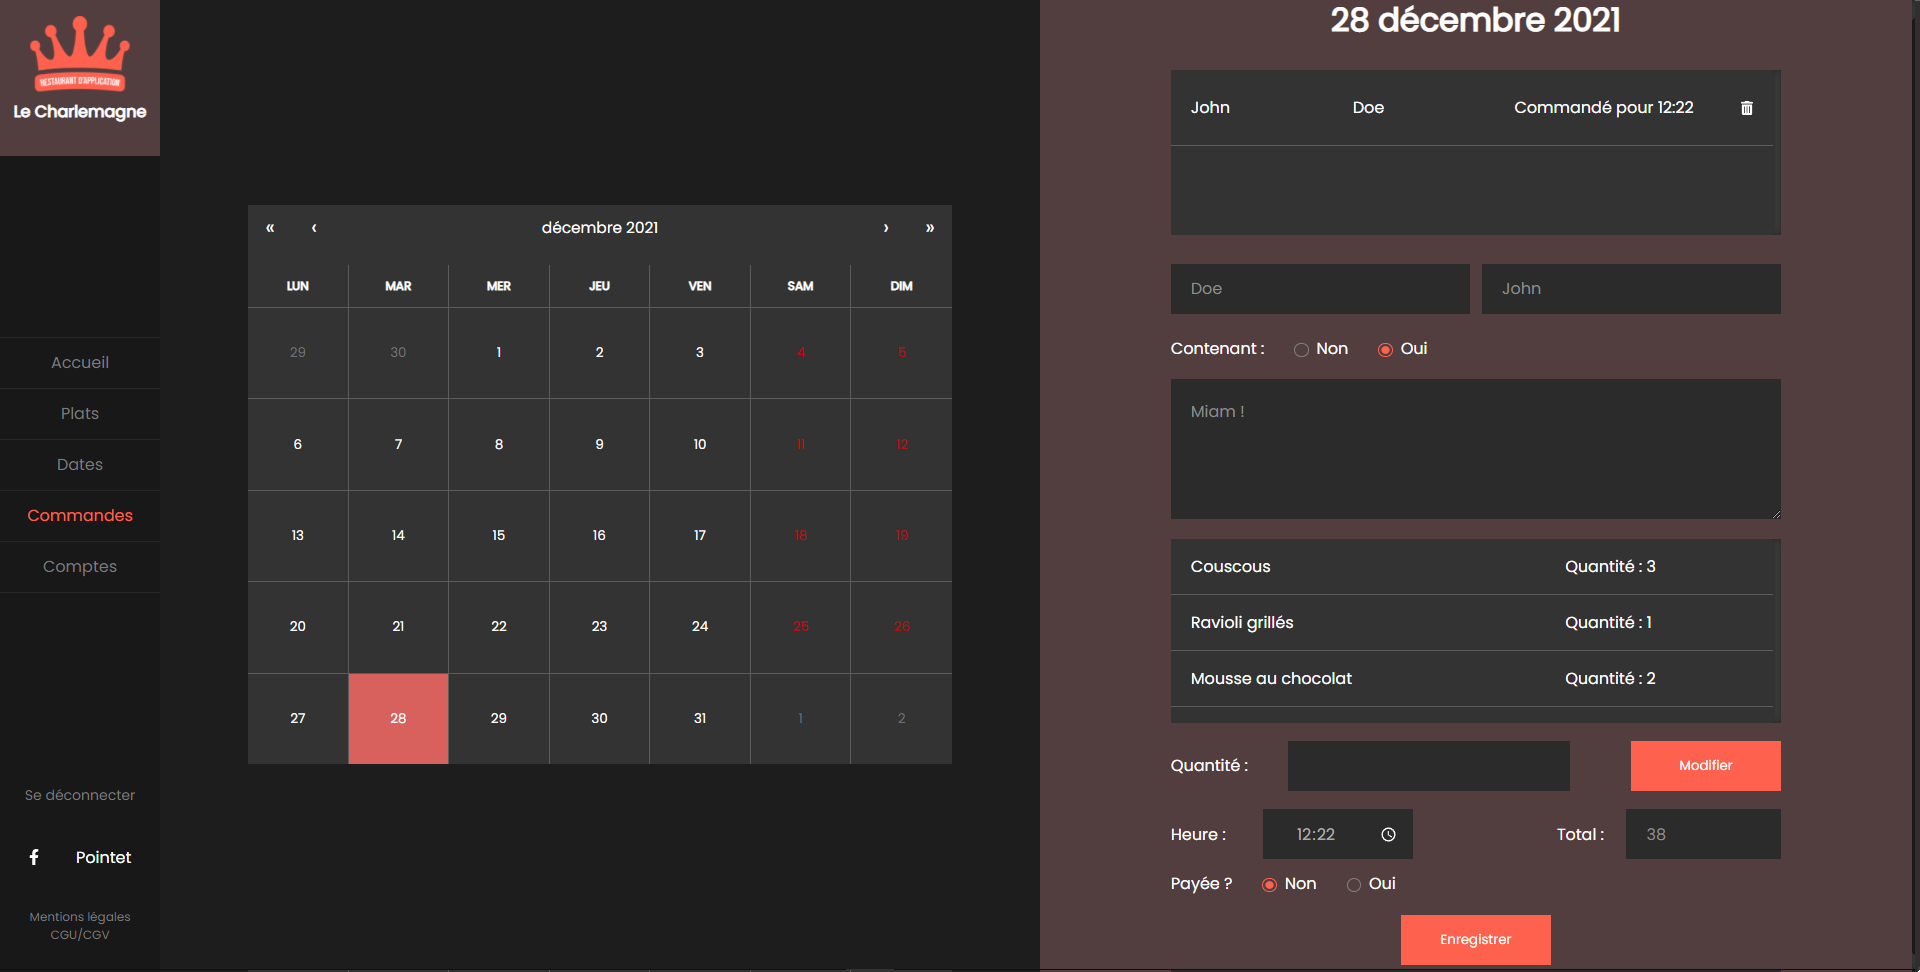 RESTAURANT D'APPLICATION
Le Charlemagne
Accueil
Plats
Dates
Commandes
Comptes
Se déconnecter
Pointet
Mentions légales
CGU/CGV
« ‹ décembre 2021 › »
LUN MAR MER JEU VEN SAM DIM
29 30 1 2 3 4 5
6 7 8 9 10 11 12
13 14 15 16 17 18 19
20 21 22 23 24 25 26
27 28 29 30 31 1 2
28 décembre 2021
John Doe Commandé pour 12:22
Doe John
Contenant : Non Oui
Miam !
Couscous Quantité : 3
Ravioli grillés Quantité : 1
Mousse au chocolat Quantité : 2
Quantité : Modifier
Heure : 12:22 Total : 38
Payée ? Non Oui
Enregistrer